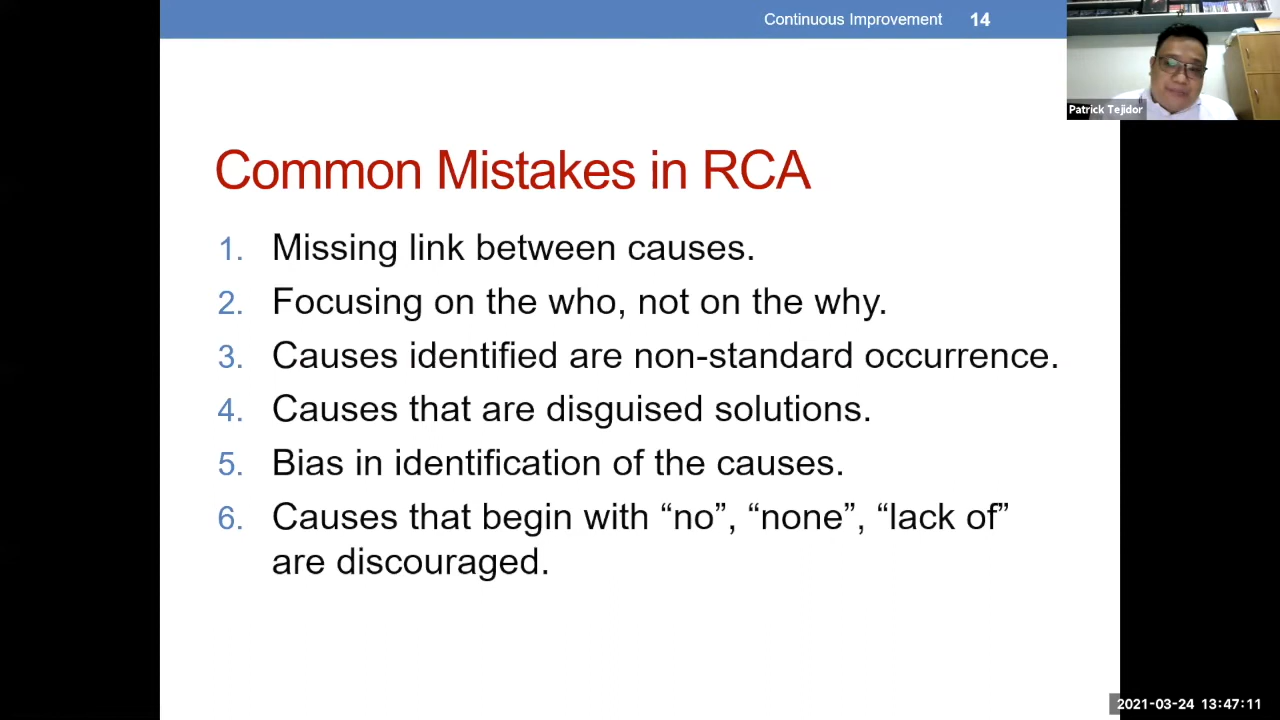 Continuous Improvement 14
Patrick Tejidor
Common Mistakes in RCA
1. Missing link between causes.
2. Focusing on the who, not on the why.
3. Causes identified are non-standard occurrence.
4. Causes that are disguised solutions.
5. Bias in identification of the causes.
6. Causes that begin with “no”, “none”, “lack of”
are discouraged.
2021-03-24 13:47:11